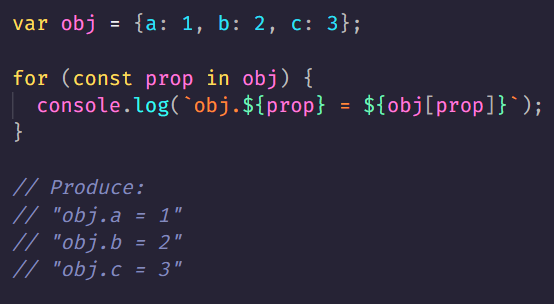 var obj = {a: 1, b: 2, c: 3};
for (const prop in obj) {
  console.log(`obj.${prop} = ${obj[prop]}`);
}
// Produce:
// "obj.a = 1"
// "obj.b = 2"
// "obj.c = 3"